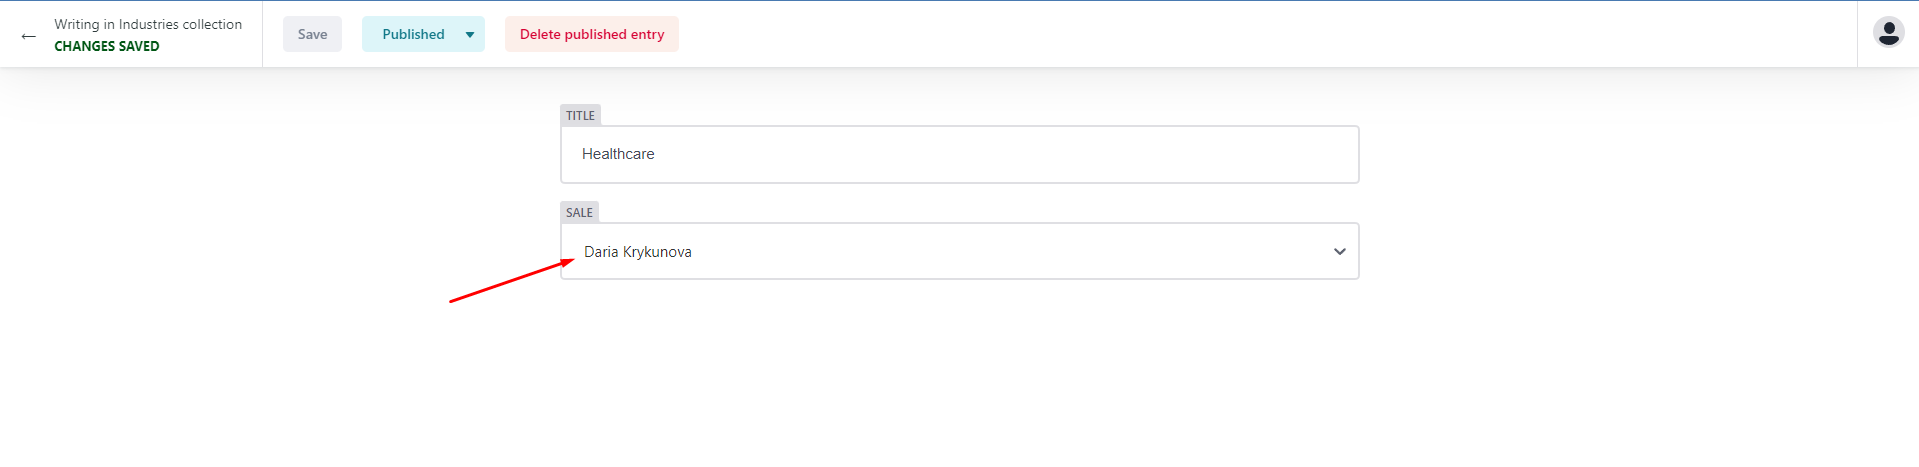 Writing in Industries collection
CHANGES SAVED
Save
Published
Delete published entry
TITLE
Healthcare
SALE
Daria Krykunova